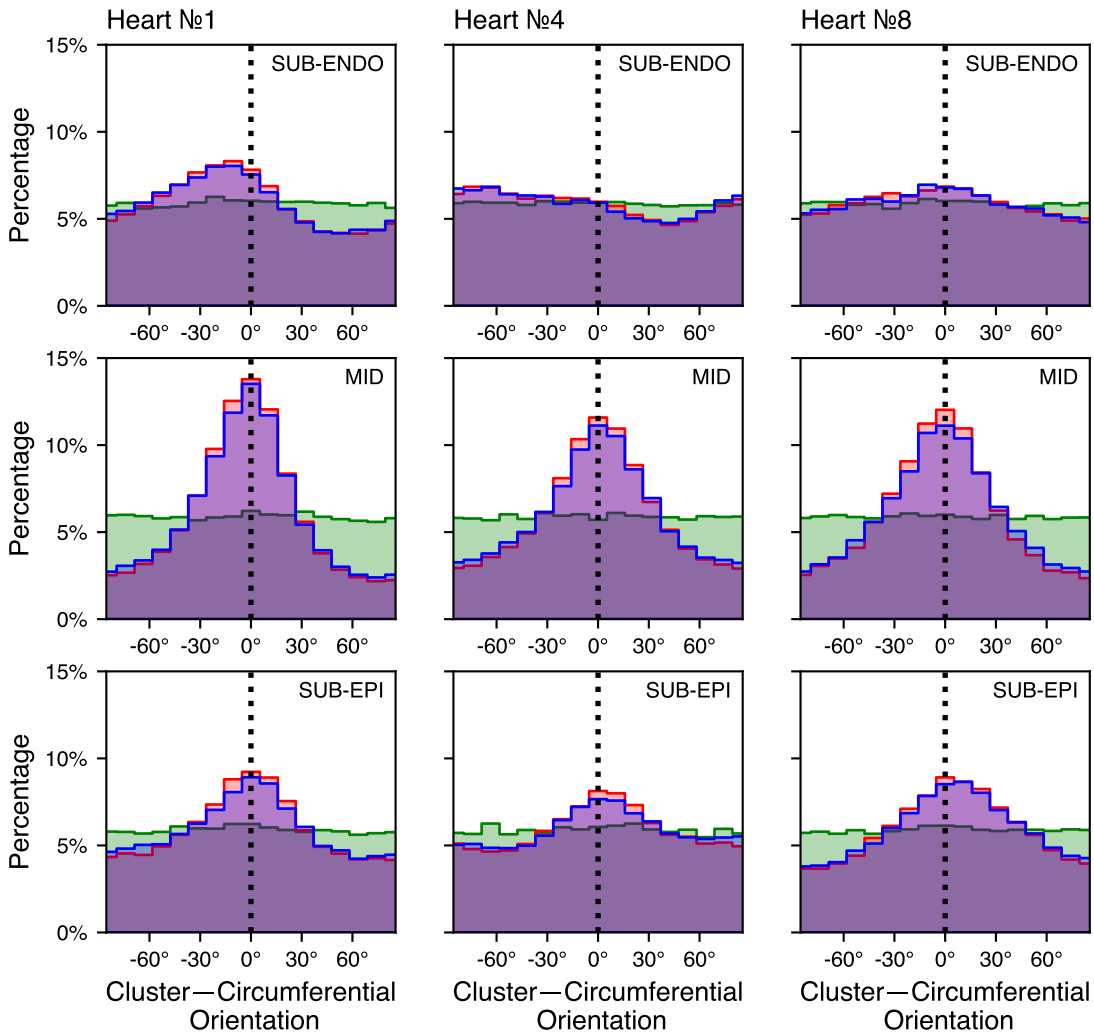 Heart №1 Heart №4 Heart №8
15% SUB-ENDO SUB-ENDO SUB-ENDO
10%
Percentage
5%
0%
-60° -30° 0° 30° 60° -60° -30° 0° 30° 60° -60° -30° 0° 30° 60°
15% MID MID MID
10%
Percentage
5%
0%
-60° -30° 0° 30° 60° -60° -30° 0° 30° 60° -60° -30° 0° 30° 60°
15% SUB-EPI SUB-EPI SUB-EPI
10%
Percentage
5%
0%
-60° -30° 0° 30° 60° -60° -30° 0° 30° 60° -60° -30° 0° 30° 60°
Cluster—Circumferential Cluster—Circumferential Cluster—Circumferential
Orientation Orientation Orientation